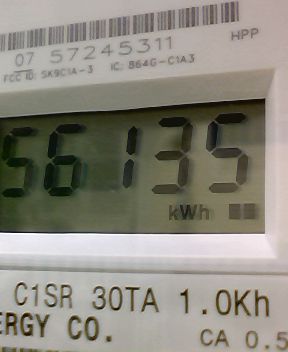 HPP
07 57245311
FCC ID: SK9C1A-3 IC: 864G-C1A3
56135
kWh
C1SR 30TA 1.0Kh
ERGY CO.
CA 0.5